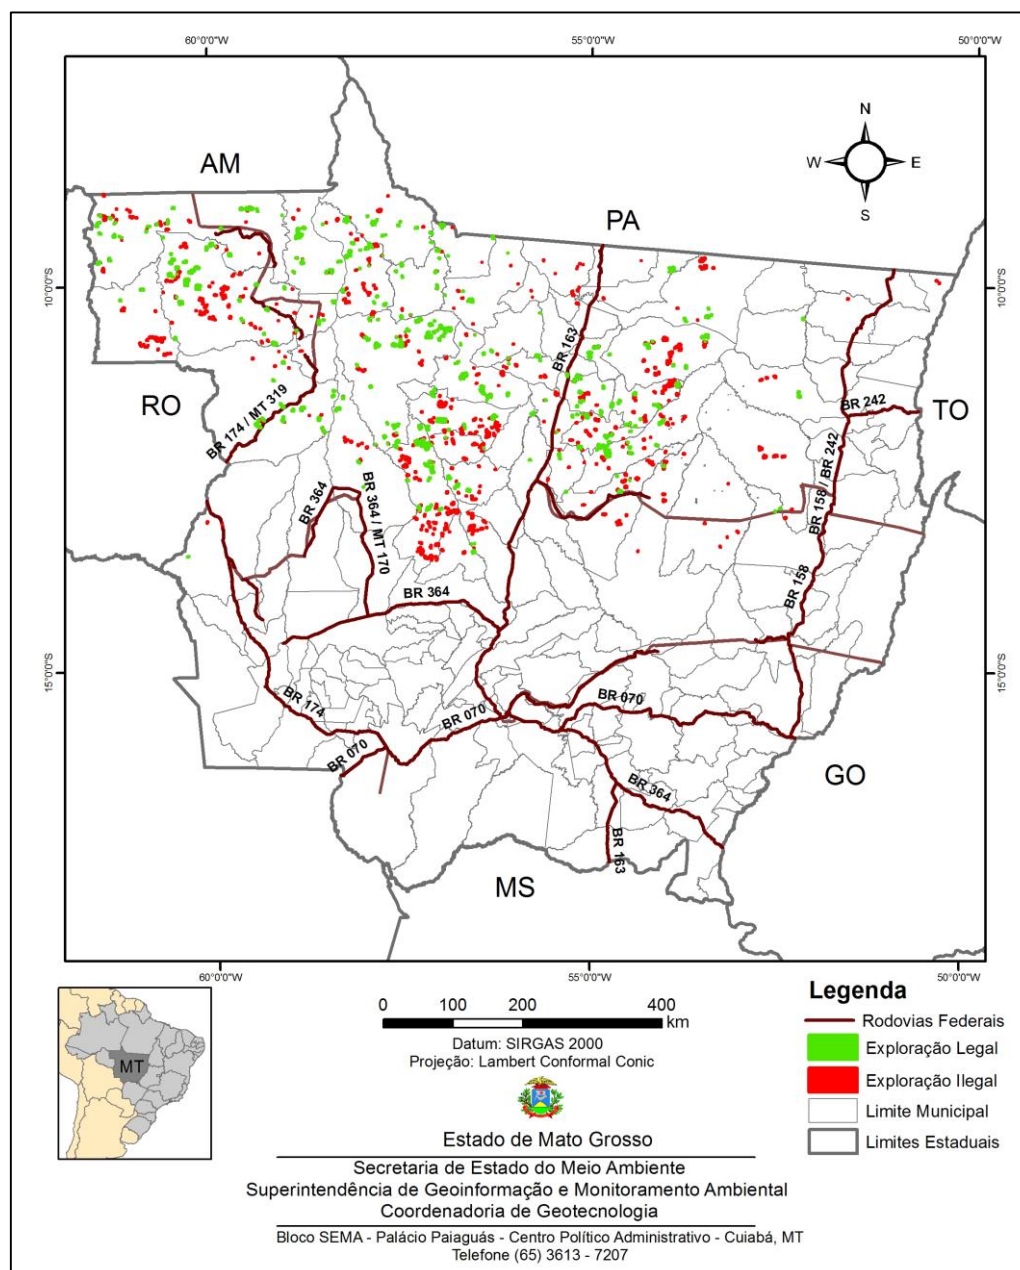 60°0'0"W
55°0'0"W
50°0'0"W
N
W
E
S
AM
PA
10°0'0"S
10°0'0"S
BR 163
RO
BR 174 / MT 319
TO
BR 242
BR 158 / BR 242
BR 364
BR 364 / MT 170
BR 364
BR 158
15°0'0"S
15°0'0"S
BR 174
BR 070
BR 070
BR 070
GO
BR 364
BR 163
MS
60°0'0"W
55°0'0"W
50°0'0"W
MT
0 100 200 400
km
Datum: SIRGAS 2000
Projeção: Lambert Conformal Conic
Legenda
Rodovias Federais
Exploração Legal
Exploração Ilegal
Limite Municipal
Limites Estaduais
Estado de Mato Grosso
Secretaria de Estado do Meio Ambiente
Superintendência de Geoinformação e Monitoramento Ambiental
Coordenadoria de Geotecnologia
Bloco SEMA - Palácio Paiaguás - Centro Político Administrativo - Cuiabá, MT
Telefone (65) 3613 - 7207